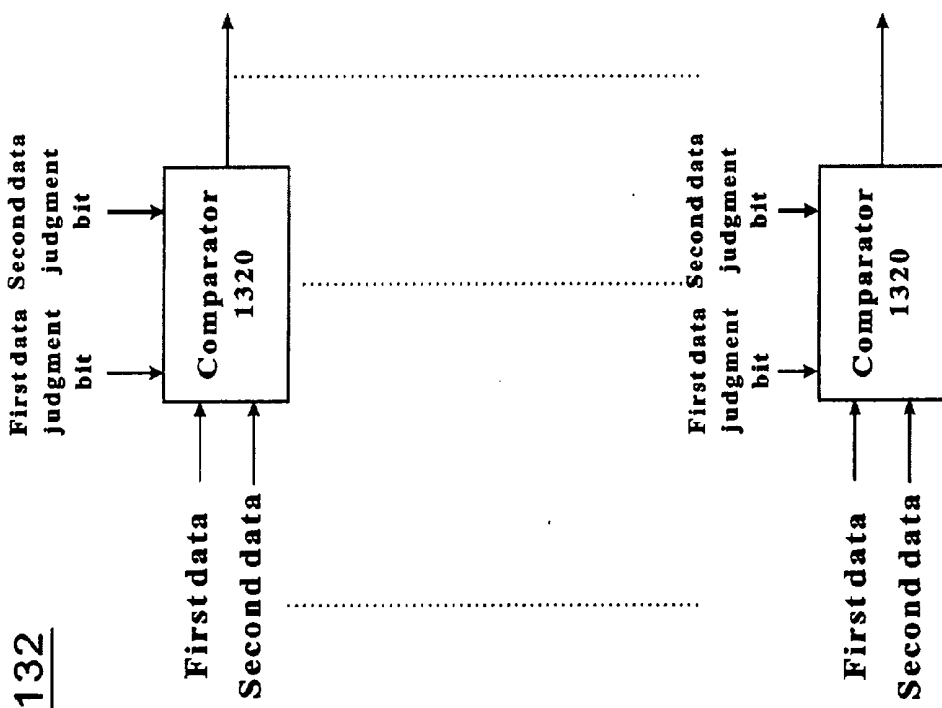 132
First data
judgment
bit
Second data
judgment
bit
First data
Second data
Comparator
1320
First data
judgment
bit
Second data
judgment
bit
First data
Second data
Comparator
1320